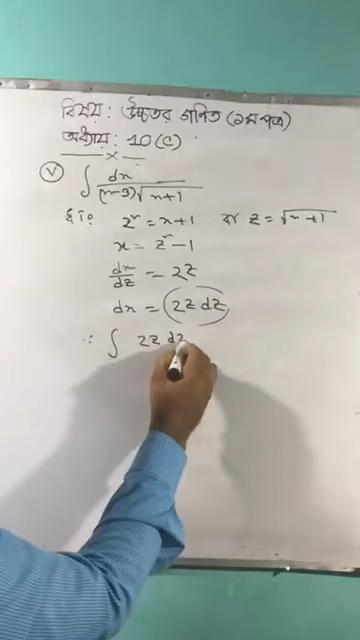 বিষয়: উচ্চতর গণিত (১ম পত্র)
অধ্যায়: 10(C)
x
(v) ∫ dx / (x-3)√x+1
ধরি, z² = x+1 বা z = √x+1
x = z²-1
dx/dz = 2z
dx = (2z dz)
∴ ∫ 2z dz